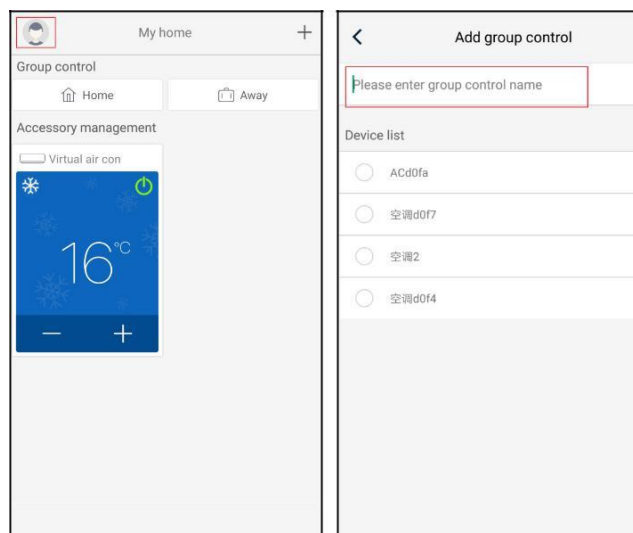 My home
+
Group control
Home
Away
Accessory management
Virtual air con
16°C
− +
Add group control
Please enter group control name
Device list
ACd0fa
空调d0f7
空调2
空调d0f4